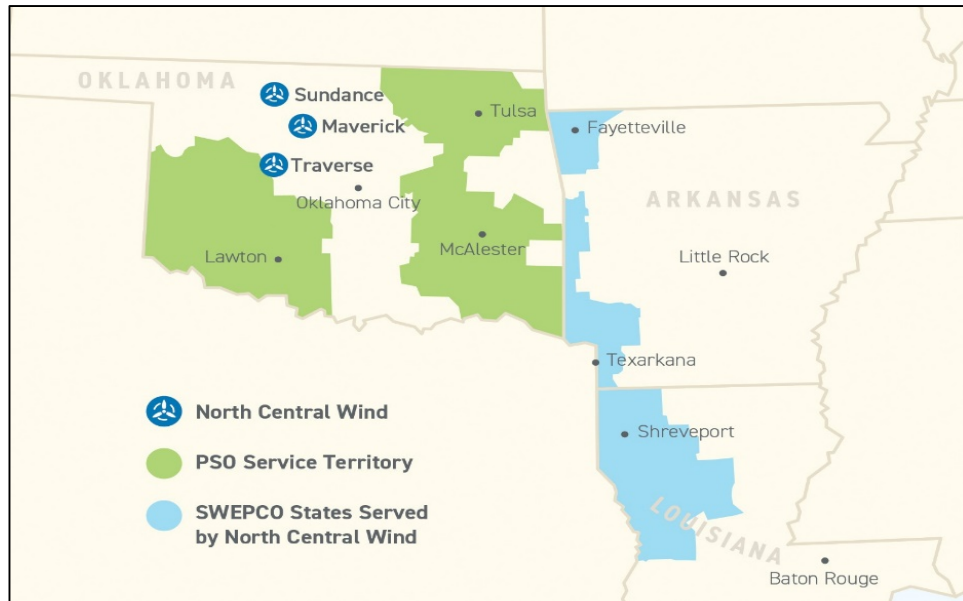 OKLAHOMA
Sundance
Maverick
Tulsa
Fayetteville
Traverse
Oklahoma City
ARKANSAS
McAlester
Lawton
Little Rock
Texarkana
North Central Wind
Shreveport
PSO Service Territory
SWEPCO States Served
by North Central Wind
LOUISIANA
Baton Rouge